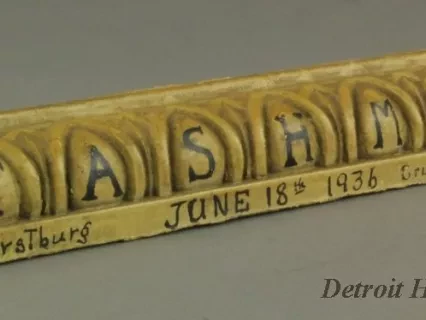 A S H M
rstburg JUNE 18th 1936
Detroit H